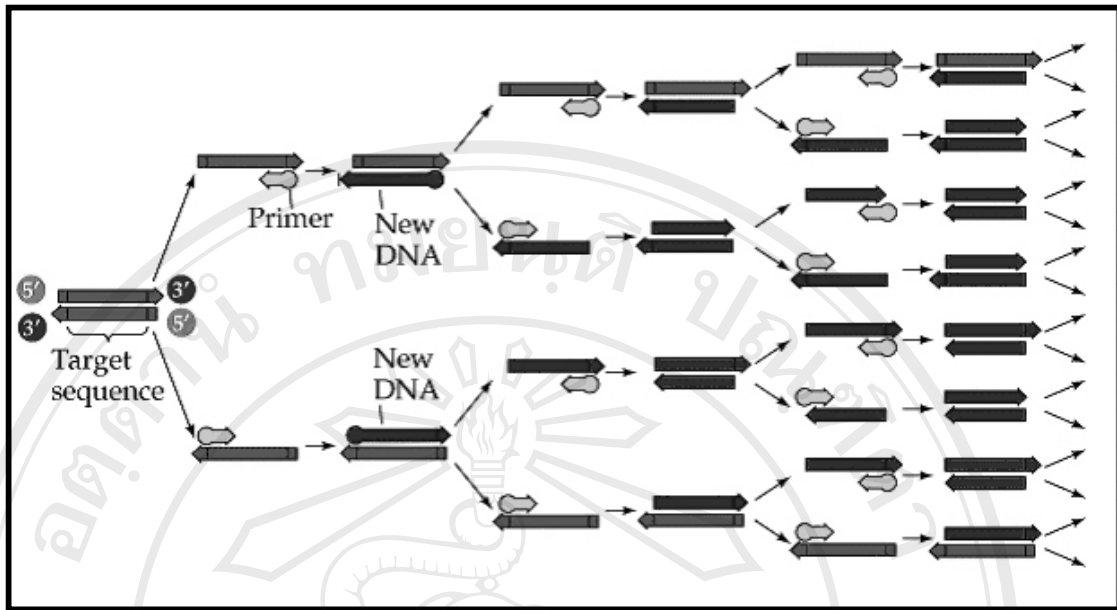 Primer
New
DNA
5′
3′
3′
5′
Target
sequence
New
DNA